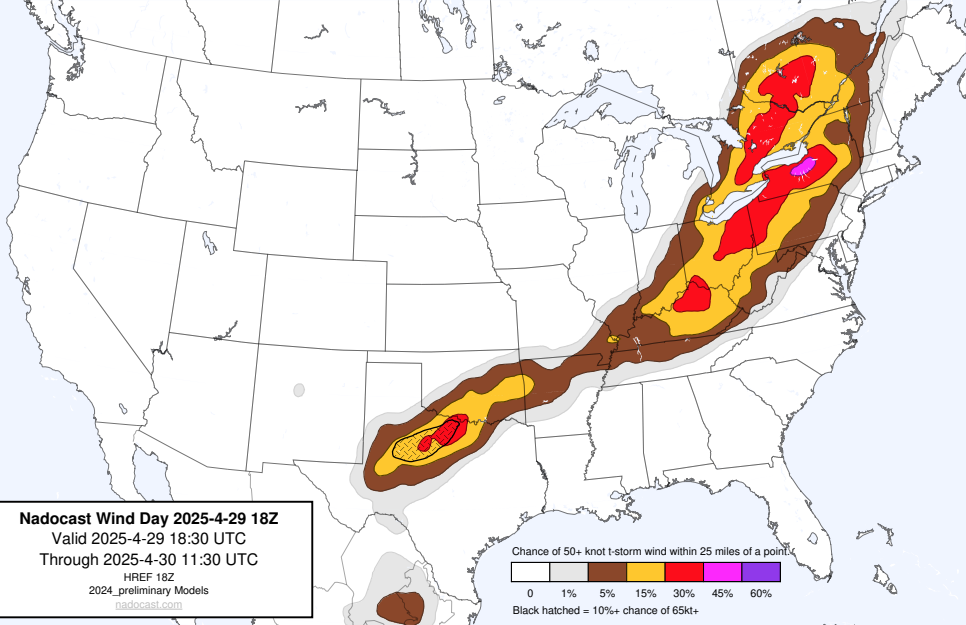 Nadocast Wind Day 2025-4-29 18Z
Valid 2025-4-29 18:30 UTC
Through 2025-4-30 11:30 UTC
HREF 18Z
2024_preliminary Models
nadocast.com
Chance of 50+ knot t-storm wind within 25 miles of a point.
0 1% 5% 15% 30% 45% 60%
Black hatched = 10%+ chance of 65kt+